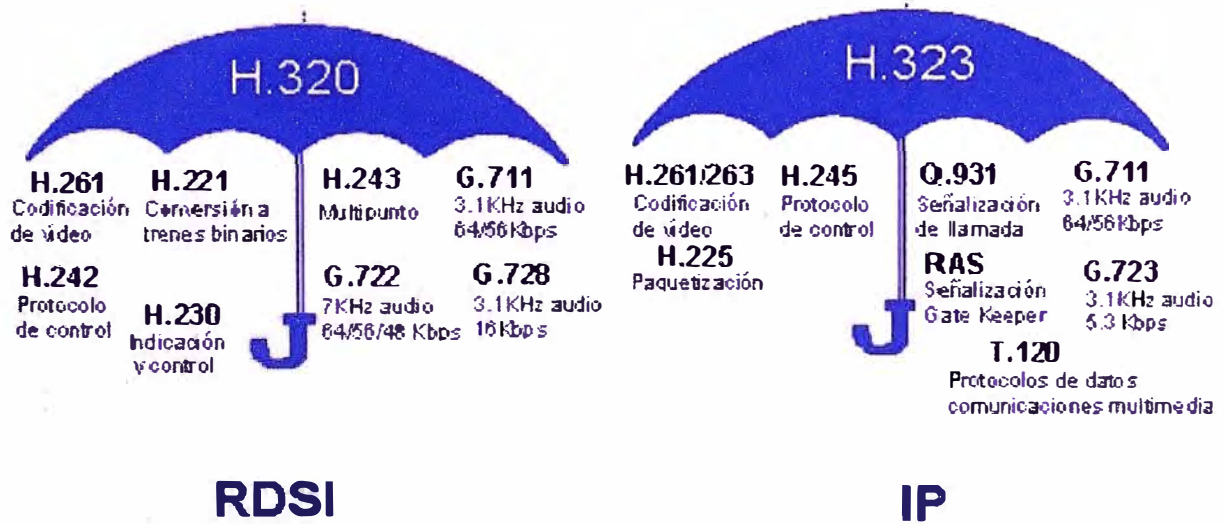 H.320
H.261
Codificación
de vídeo
H.221
Conversión a
trenes binarios
H.243
Multipunto
G.711
3.1KHz audio
64/56Kbps
H.242
Protocolo
de control
H.230
Indicación
y control
G.722
7KHz audio
64/56/48 Kbps
G.728
3.1KHz audio
16Kbps
RDSI
H.323
H.261/263
Codificación
de vídeo
H.245
Protocolo
de control
Q.931
Señalización
de llamada
G.711
3.1KHz audio
64/56Kbps
H.225
Paquetización
RAS
Señalización
Gate Keeper
G.723
3.1KHz audio
5.3 Kbps
T.120
Protocolos de datos
comunicaciones multimedia
IP